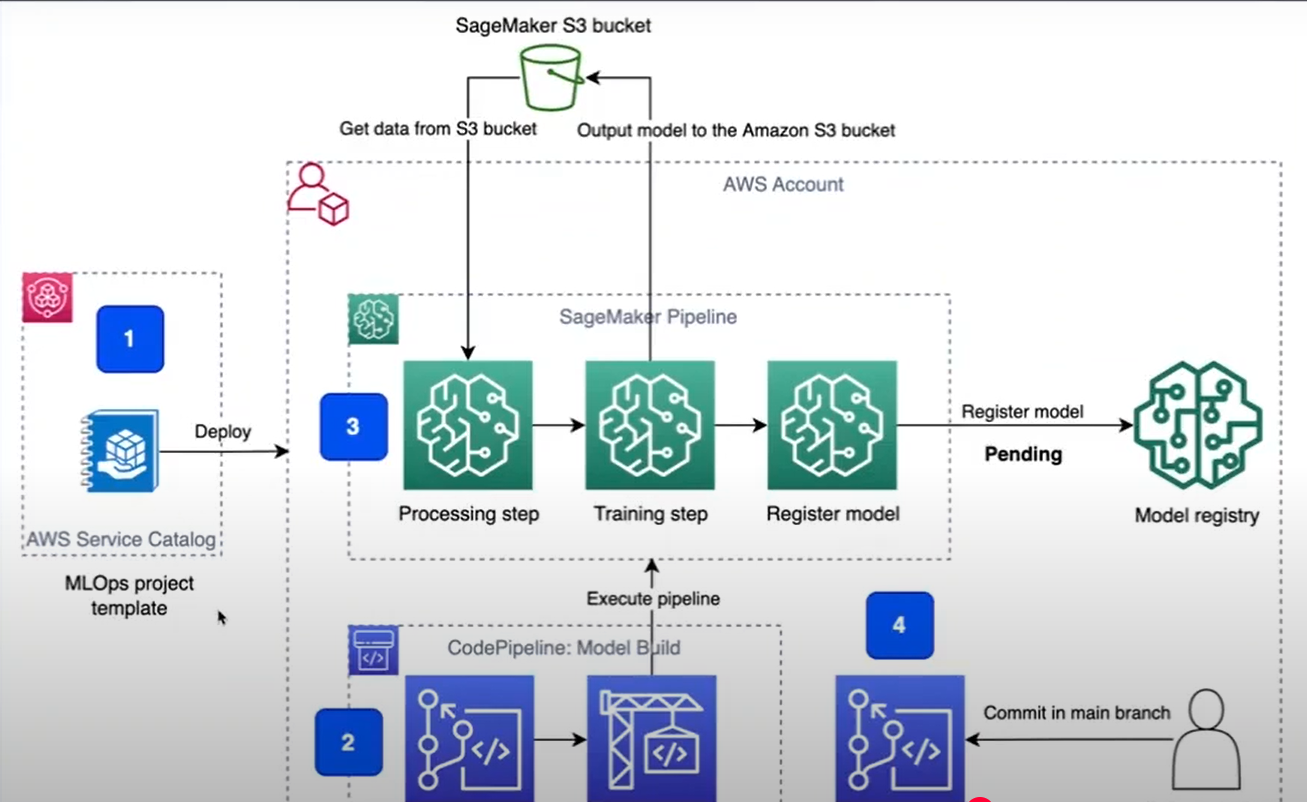 SageMaker S3 bucket
Get data from S3 bucket
Output model to the Amazon S3 bucket
AWS Account
1
SageMaker Pipeline
3
Deploy
Register model
Pending
Processing step
Training step
Register model
Model registry
AWS Service Catalog
MLOps project
template
Execute pipeline
4
CodePipeline: Model Build
Commit in main branch
2